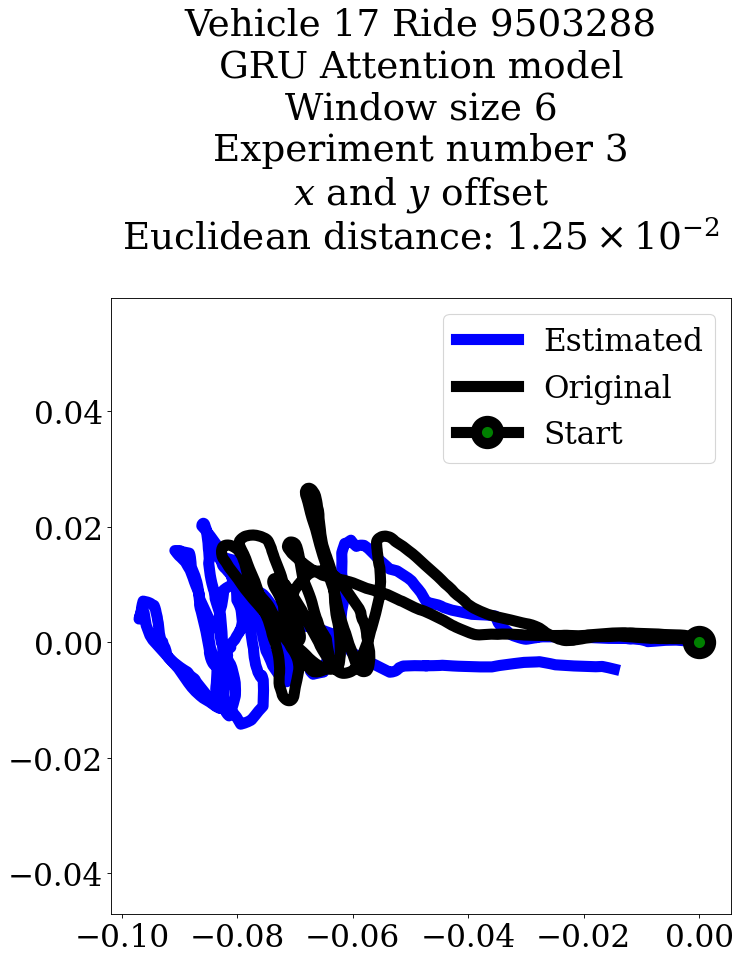 Vehicle 17 Ride 9503288
GRU Attention model
Window size 6
Experiment number 3
x and y offset
Euclidean distance: 1.25 × 10⁻²
Estimated
Original
Start
0.04
0.02
0.00
−0.02
−0.04
−0.10 −0.08 −0.06 −0.04 −0.02 0.00